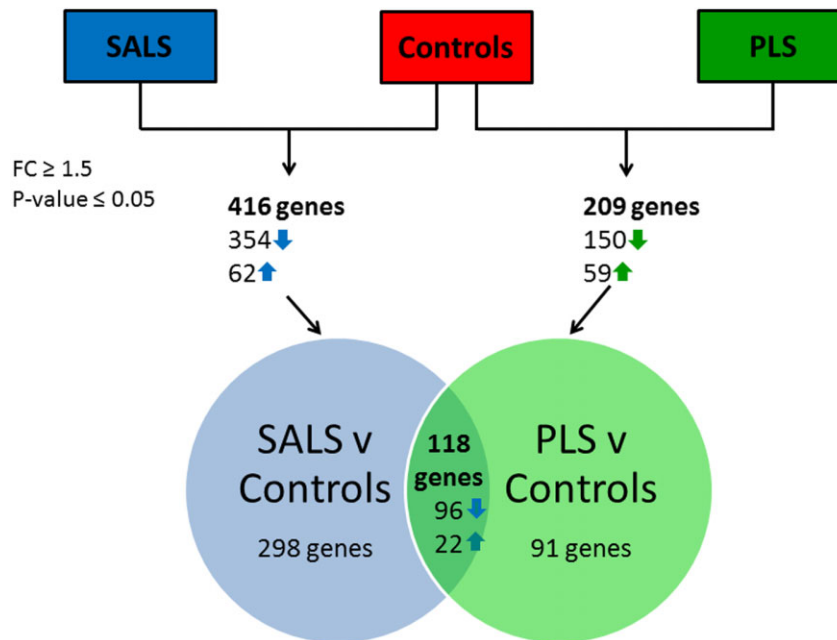 SALS
Controls
PLS
FC ≥ 1.5
P-value ≤ 0.05
416 genes
354
62
209 genes
150
59
SALS v
Controls
298 genes
118
genes
96
22
PLS v
Controls
91 genes